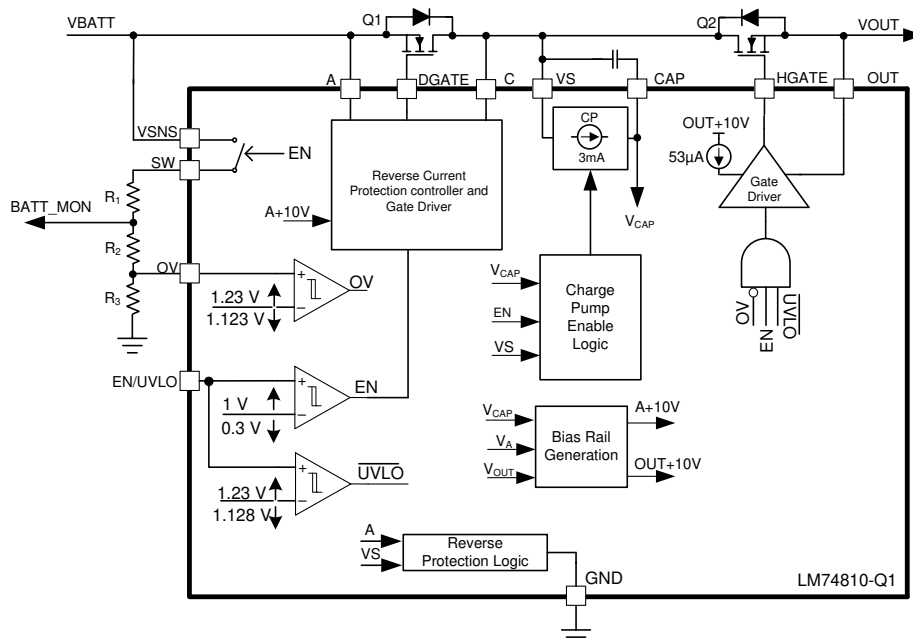 VBATT
Q1
Q2
VOUT
A
DGATE
C
VS
CAP
HGATE
OUT
VSNS
SW
EN
R1
BATT_MON
R2
OV
R3
Reverse Current
Protection controller and
Gate Driver
A+10V
CP
3mA
VCAP
OUT+10V
53µA
Gate
Driver
OV
EN
UVLO
1.23 V
1.123 V
OV
VCAP
EN
VS
Charge
Pump
Enable
Logic
EN/UVLO
1 V
0.3 V
EN
1.23 V
1.128 V
UVLO
VCAP
VA
VOUT
Bias Rail
Generation
A+10V
OUT+10V
A
VS
Reverse
Protection Logic
GND
LM74810-Q1